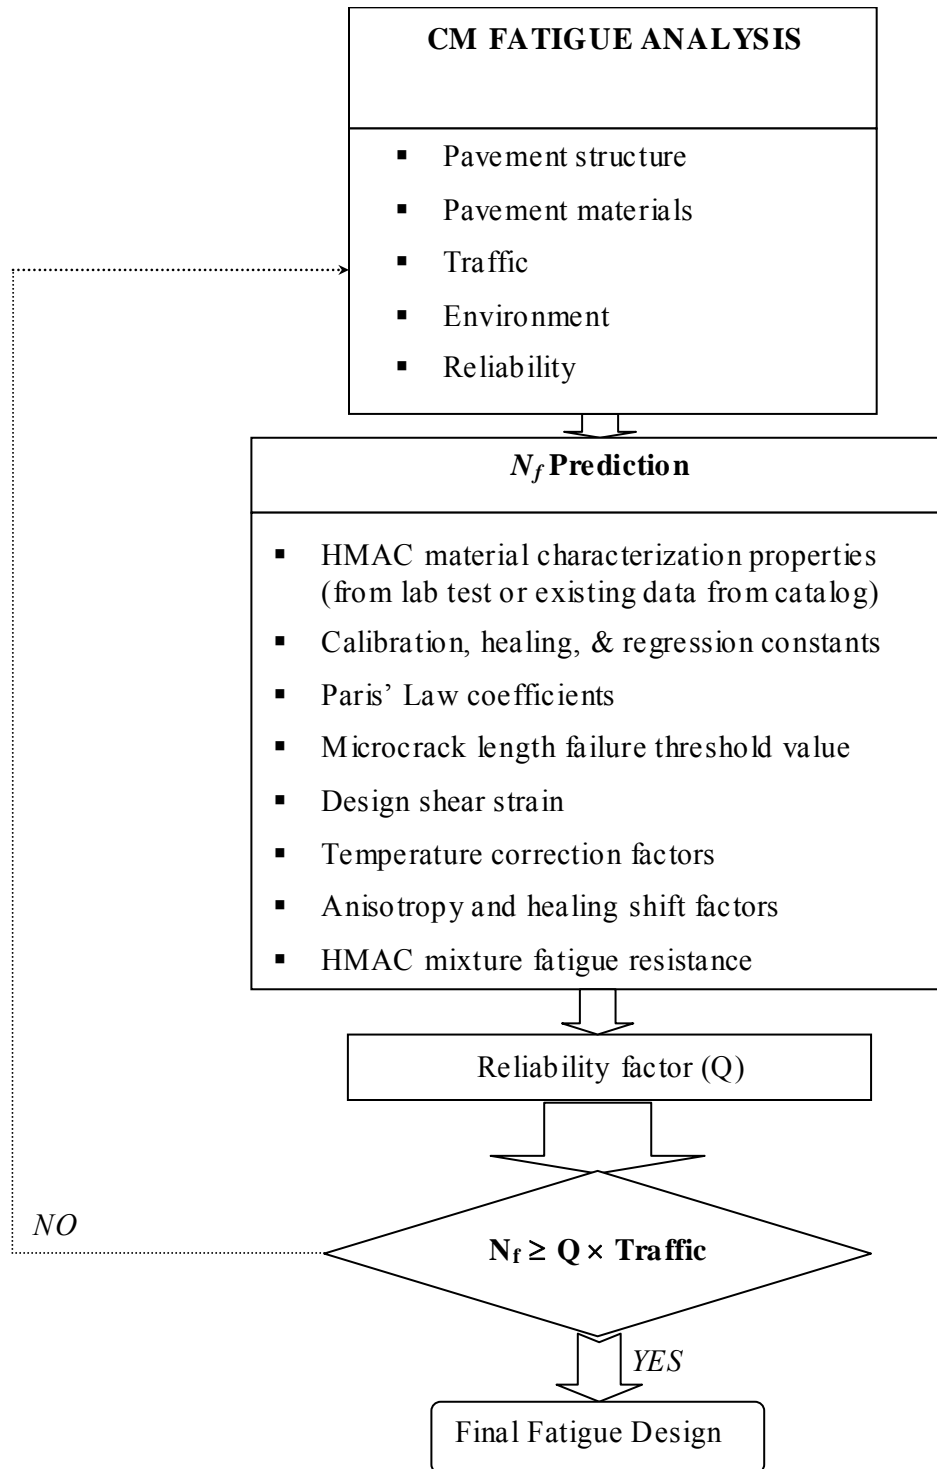 CM FATIGUE ANALYSIS
▪ Pavement structure
▪ Pavement materials
▪ Traffic
▪ Environment
▪ Reliability
Nf Prediction
▪ HMAC material characterization properties
(from lab test or existing data from catalog)
▪ Calibration, healing, & regression constants
▪ Paris’ Law coefficients
▪ Microcrack length failure threshold value
▪ Design shear strain
▪ Temperature correction factors
▪ Anisotropy and healing shift factors
▪ HMAC mixture fatigue resistance
Reliability factor (Q)
NO
Nf ≥ Q × Traffic
YES
Final Fatigue Design